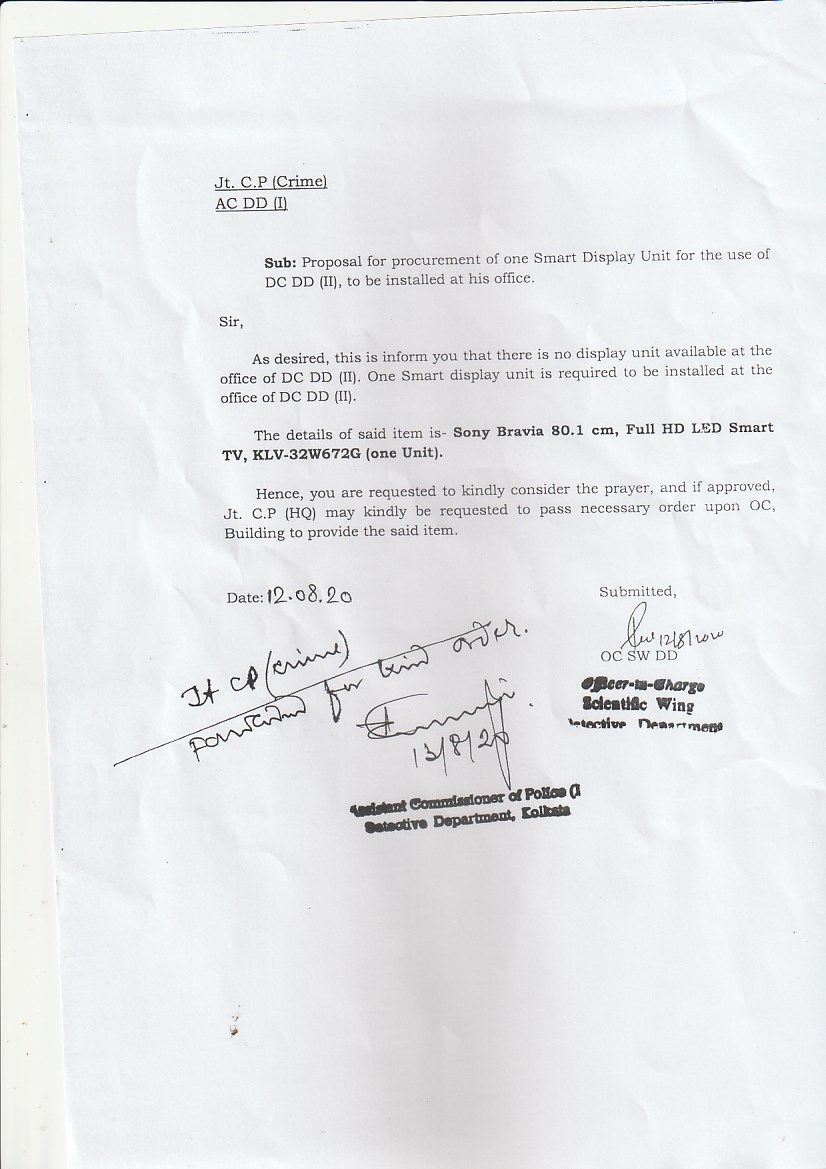 Jt. C.P (Crime)
AC DD (I)
Sub: Proposal for procurement of one Smart Display Unit for the use of
DC DD (II), to be installed at his office.
Sir,
As desired, this is inform you that there is no display unit available at the
office of DC DD (II). One Smart display unit is required to be installed at the
office of DC DD (II).
The details of said item is- Sony Bravia 80.1 cm, Full HD LED Smart
TV, KLV-32W672G (one Unit).
Hence, you are requested to kindly consider the prayer, and if approved,
Jt. C.P (HQ) may kindly be requested to pass necessary order upon OC,
Building to provide the said item.
Date: 12.08.20
Submitted,
12/8/2020
OC SW DD
Officer-in-Charge
Scientific Wing
Detective Department
Jt CP (Crime)
Forwarded for kind order.
13/8/20
Assistant Commissioner of Police (I
Detective Department, Kolkata